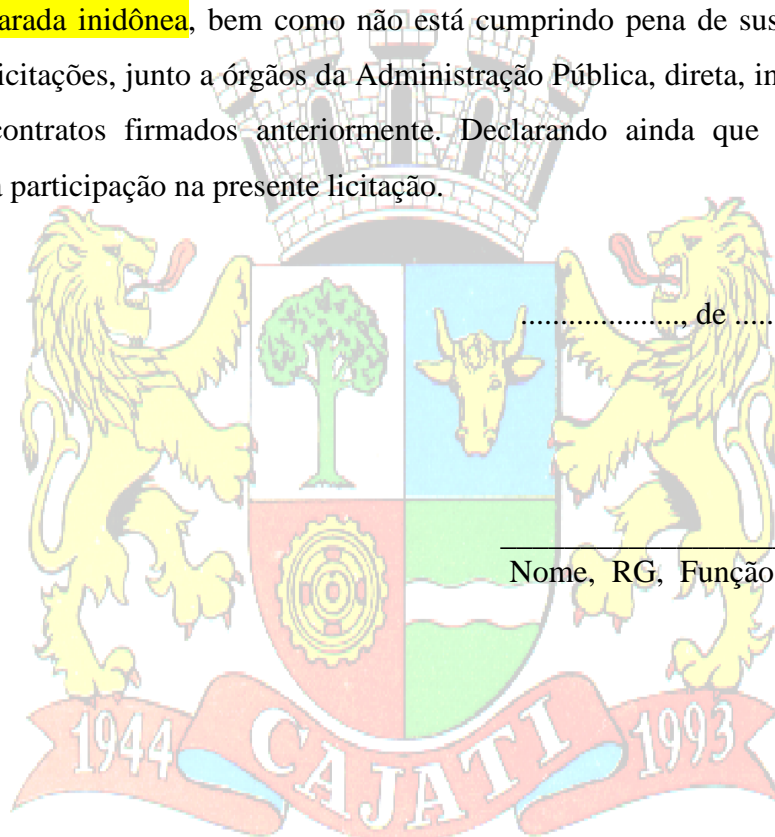 arada inidônea, bem como não está cumprindo pena de sus
icitações, junto a órgãos da Administração Pública, direta, in
contratos firmados anteriormente. Declarando ainda que
a participação na presente licitação.
...................., de .....
Nome, RG, Função
1944 CAJATI 1993